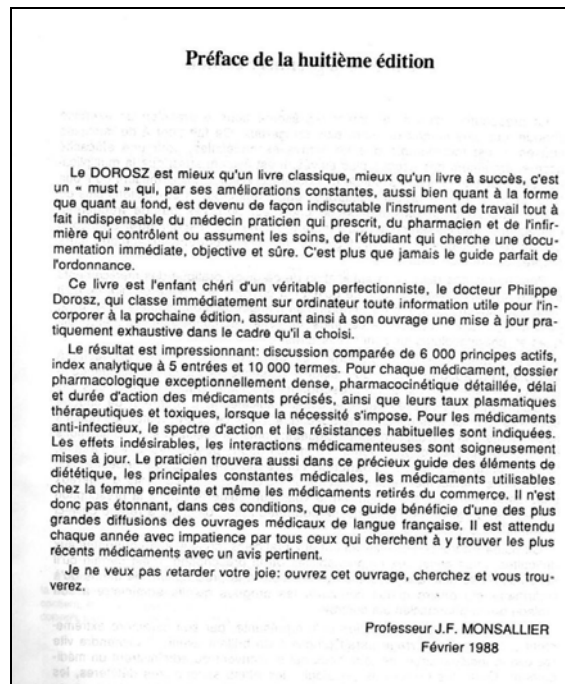 Préface de la huitième édition
Le DOROSZ est mieux qu'un livre classique, mieux qu'un livre à succès, c'est
un « must » qui, par ses améliorations constantes, aussi bien quant à la forme
que quant au fond, est devenu de façon indiscutable l'instrument de travail tout à
fait indispensable du médecin praticien qui prescrit, du pharmacien et de l'infir-
mière qui contrôlent ou assument les soins, de l'étudiant qui cherche une docu-
mentation immédiate, objective et sûre. C'est plus que jamais le guide parfait de
l'ordonnance.
Ce livre est l'enfant chéri d'un véritable perfectionniste, le docteur Philippe
Dorosz, qui classe immédiatement sur ordinateur toute information utile pour l'in-
corporer à la prochaine édition, assurant ainsi à son ouvrage une mise à jour pra-
tiquement exhaustive dans le cadre qu'il a choisi.
Le résultat est impressionnant: discussion comparée de 6 000 principes actifs,
index analytique à 5 entrées et 10 000 termes. Pour chaque médicament, dossier
pharmacologique exceptionnellement dense, pharmacocinétique détaillée, délai
et durée d'action des médicaments précisés, ainsi que leurs taux plasmatiques
thérapeutiques et toxiques, lorsque la nécessité s'impose. Pour les médicaments
anti-infectieux, le spectre d'action et les résistances habituelles sont indiquées.
Les effets indésirables, les interactions médicamenteuses sont soigneusement
mises à jour. Le praticien trouvera aussi dans ce précieux guide des éléments de
diététique, les principales constantes médicales, les médicaments utilisables
chez la femme enceinte et même les médicaments retirés du commerce. Il n'est
donc pas étonnant, dans ces conditions, que ce guide bénéficie d'une des plus
grandes diffusions des ouvrages médicaux de langue française. Il est attendu
chaque année avec impatience par tous ceux qui cherchent à y trouver les plus
récents médicaments avec un avis pertinent.
Je ne veux pas retarder votre joie: ouvrez cet ouvrage, cherchez et vous trou-
verez.
Professeur J.F. MONSALLIER
Février 1988